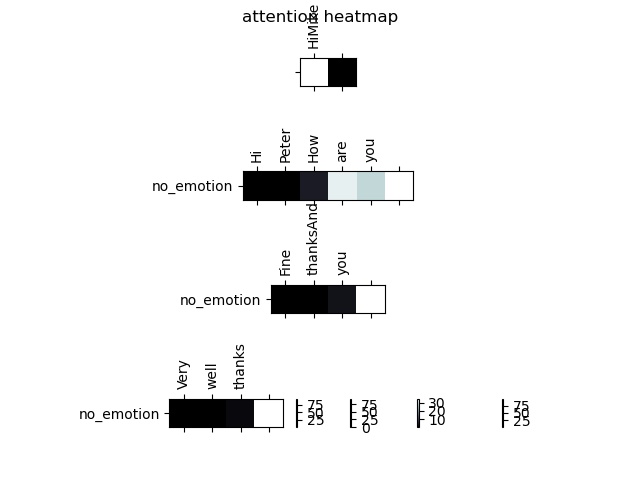 attention heatmap
HiMike
Hi Peter How are you
no_emotion
Fine thanksAnd you
no_emotion
Very well thanks
no_emotion
75 50 25
75 50 25 0
30 20 10
75 50 25